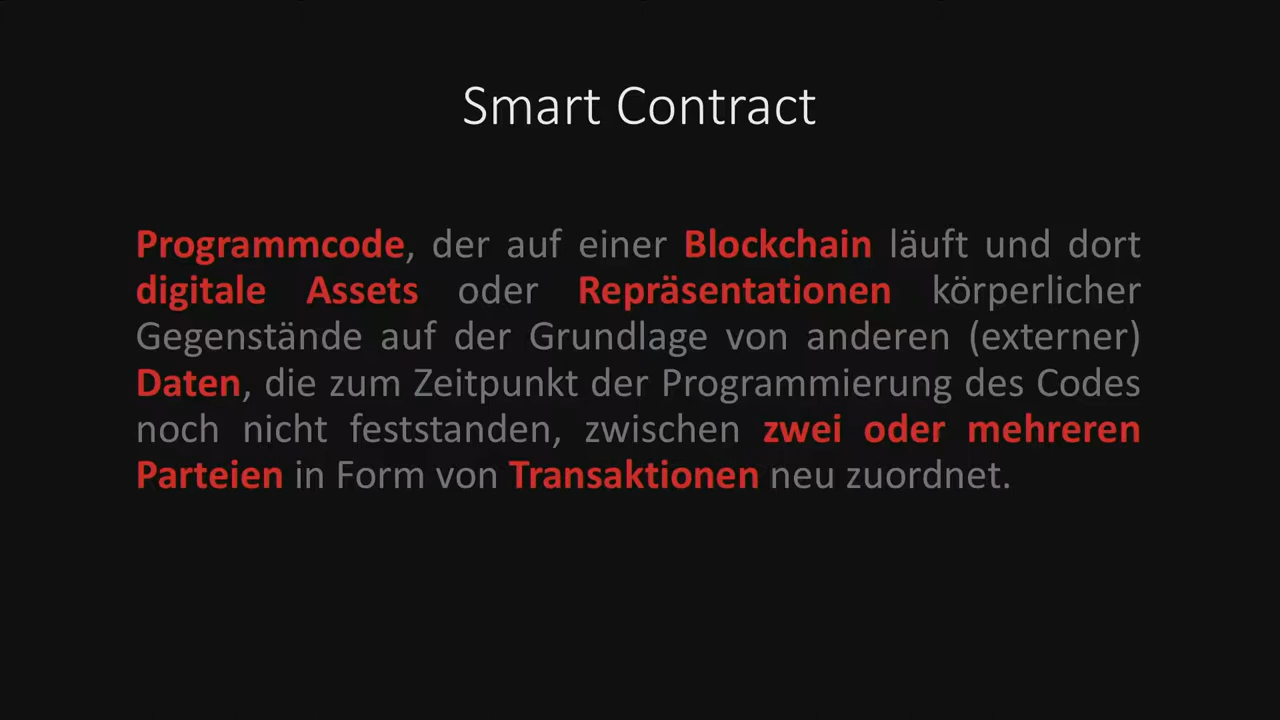 Smart Contract
Programmcode, der auf einer Blockchain läuft und dort
digitale Assets oder Repräsentationen körperlicher
Gegenstände auf der Grundlage von anderen (externer)
Daten, die zum Zeitpunkt der Programmierung des Codes
noch nicht feststanden, zwischen zwei oder mehreren
Parteien in Form von Transaktionen neu zuordnet.